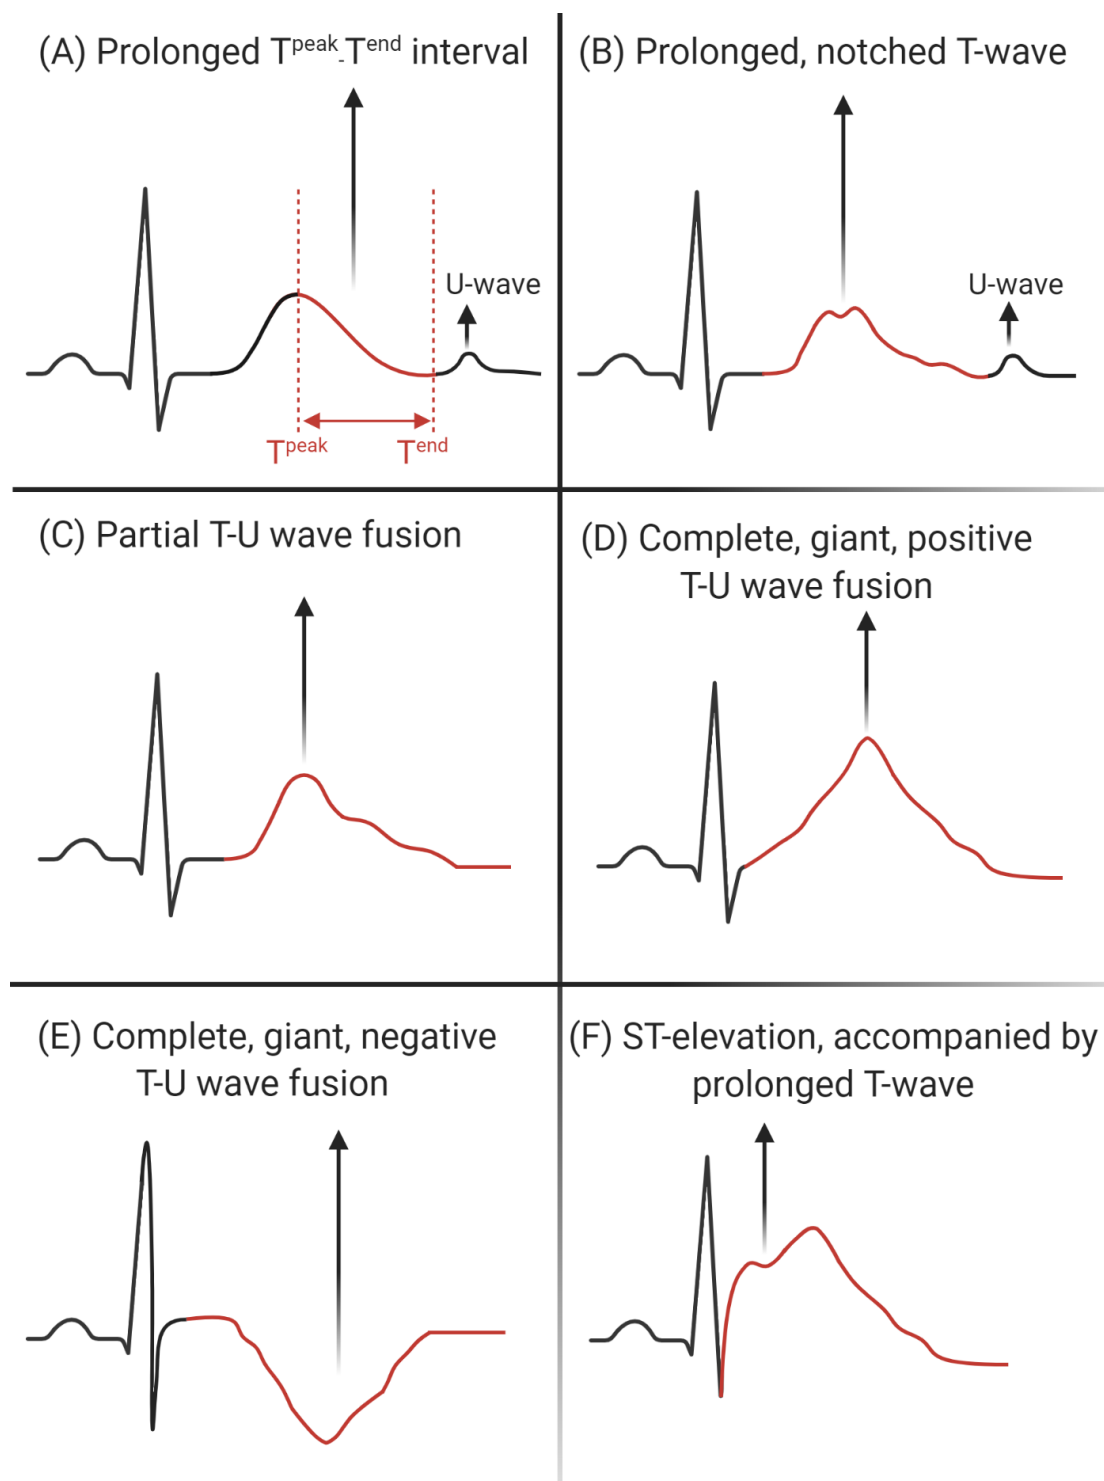 (A) Prolonged Tpeak-Tend interval
U-wave
Tpeak
Tend
(B) Prolonged, notched T-wave
U-wave
(C) Partial T-U wave fusion
(D) Complete, giant, positive
T-U wave fusion
(E) Complete, giant, negative
T-U wave fusion
(F) ST-elevation, accompanied by
prolonged T-wave